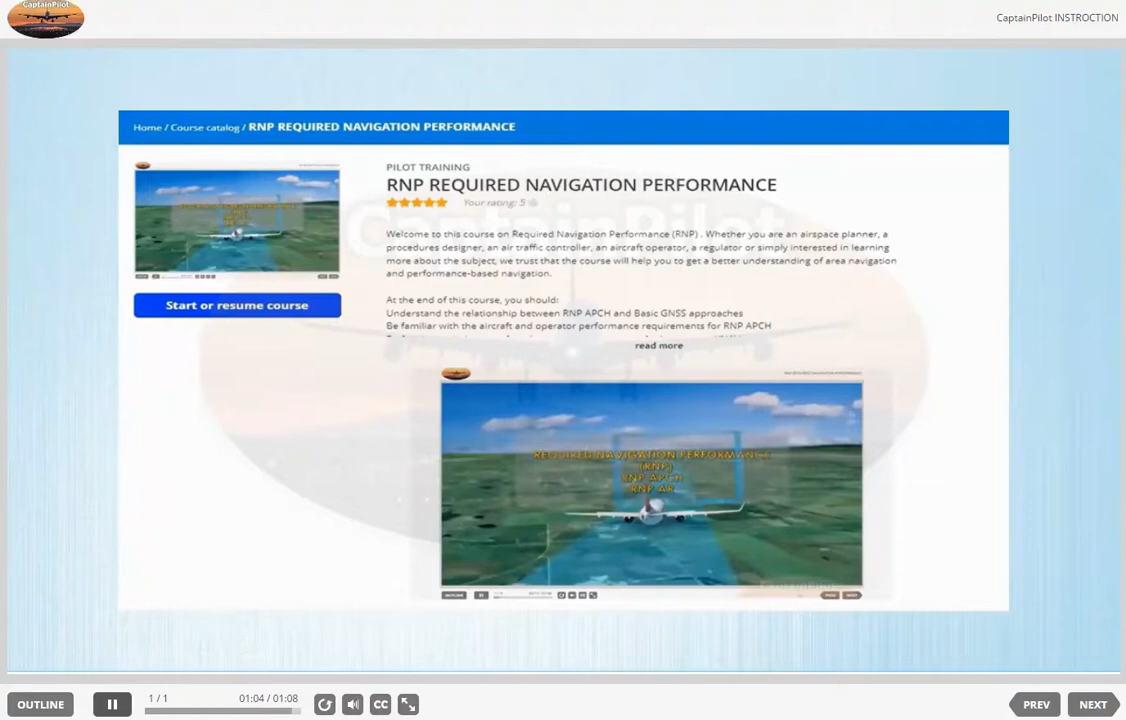 CaptainPilot
CaptainPilot INSTROCTION
Home / Course catalog / RNP REQUIRED NAVIGATION PERFORMANCE
PILOT TRAINING
RNP REQUIRED NAVIGATION PERFORMANCE
Your rating: 5
CaptainPilot
Welcome to this course on Required Navigation Performance (RNP) . Whether you are an airspace planner, a
procedures designer, an air traffic controller, an aircraft operator, a regulator or simply interested in learning
more about the subject, we trust that the course will help you to get a better understanding of area navigation
and performance-based navigation.
Start or resume course
At the end of this course, you should:
Understand the relationship between RNP APCH and Basic GNSS approaches
Be familiar with the aircraft and operator performance requirements for RNP APCH
read more
REQUIRED NAVIGATION PERFORMANCE
(RNP)
RNP APCH
RNP AR
OUTLINE
1 / 1
01:04 / 01:08
CC
PREV
NEXT